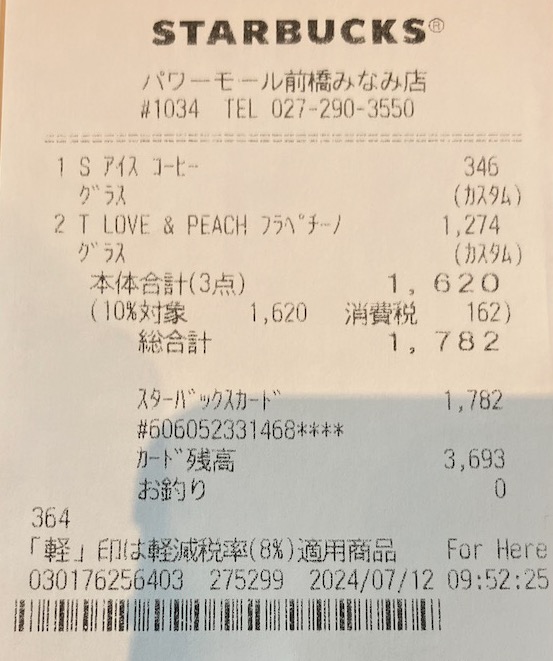 STARBUCKS®
パワーモール前橋みなみ店
#1034 TEL 027-290-3550
1 S アイス コーヒー 346
グラス (カスタム)
2 T LOVE & PEACH フラペチーノ 1,274
グラス (カスタム)
本体合計(3点) 1,620
(10%対象 1,620 消費税 162)
総合計 1,782
スターバックスカード 1,782
#606052331468****
カード残高 3,693
お釣り 0
364
「軽」印は軽減税率(8%)適用商品 For Here
030176256403 275299 2024/07/12 09:52:25